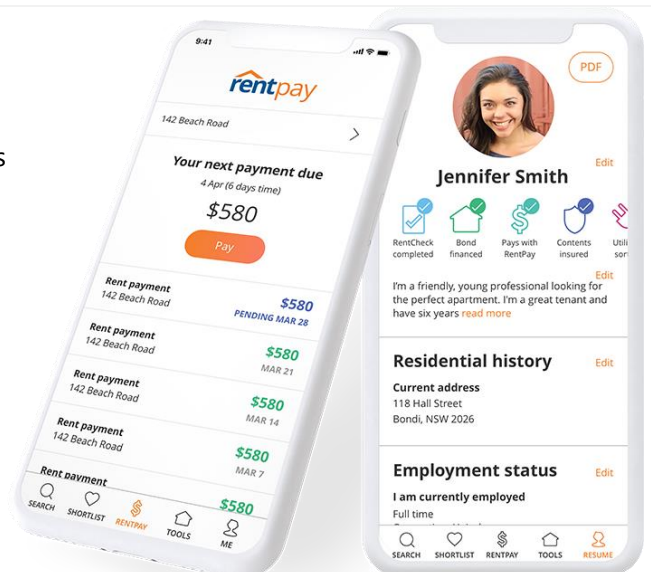 s
9:41
rentpay
142 Beach Road
Your next payment due
4 Apr (6 days time)
$580
Pay
Rent payment
142 Beach Road
$580
PENDING MAR 28
Rent payment
142 Beach Road
$580
MAR 21
Rent payment
142 Beach Road
$580
MAR 14
Rent payment
142 Beach Road
$580
MAR 7
Rent payment
$580
SEARCH
SHORTLIST
RENTPAY
TOOLS
ME
PDF
Edit
Jennifer Smith
RentCheck
completed
Bond
financed
Pays with
RentPay
Contents
insured
Edit
I'm a friendly, young professional looking for
the perfect apartment. I'm a great tenant and
have six years read more
Residential history
Edit
Current address
118 Hall Street
Bondi, NSW 2026
Employment status
Edit
I am currently employed
Full time
SEARCH
SHORTLIST
RENTPAY
TOOLS
RESUME